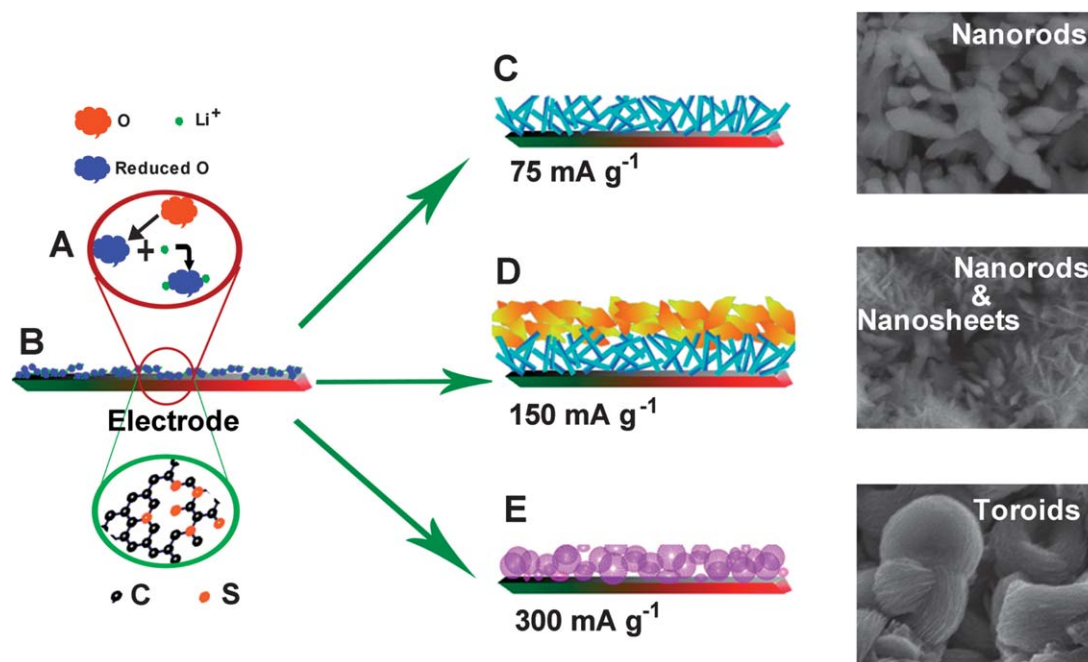 O
Li+
Reduced O
A
+
B
Electrode
C
S
C
75 mA g-1
D
150 mA g-1
E
300 mA g-1
Nanorods
Nanorods
&
Nanosheets
Toroids